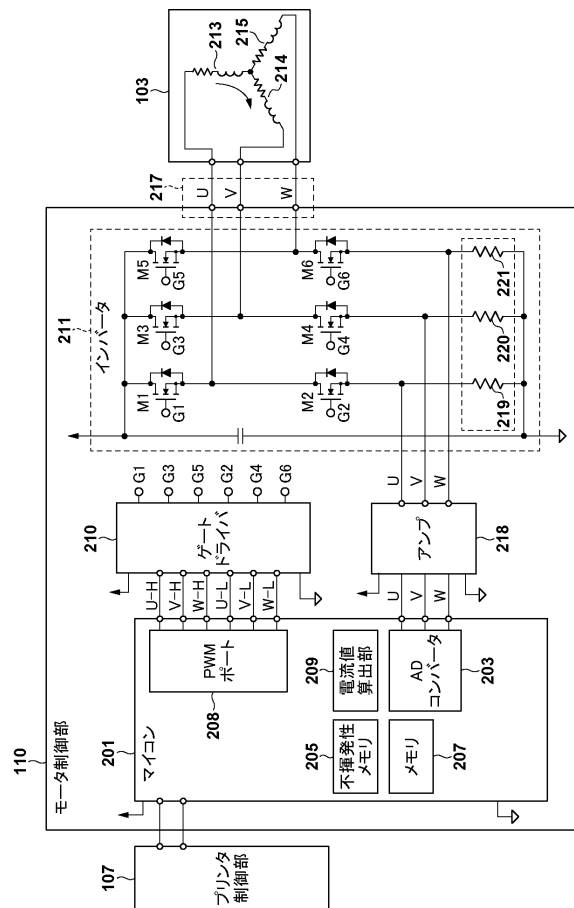 110
モータ制御部
107
プリンタ
制御部
201
マイコン
208
PWM
ポート
205
不揮発性
メモリ
209
電流値
算出部
207
メモリ
203
AD
コンバータ
U-H
V-H
W-H
U-L
V-L
W-L
210
ゲート
ドライバ
G1
G3
G5
G2
G4
G6
U
V
W
218
アンプ
U
V
W
211
インバータ
M1
G1
M3
G3
M5
G5
M2
G2
M4
G4
M6
G6
219
220
221
217
U
V
W
103
213
214
215